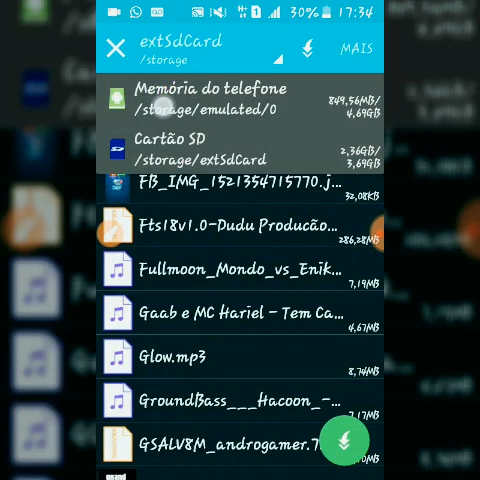 H+ 1 30% 17:34
extSdCard
/storage
MAIS
Memória do telefone
/storage/emulated/0
849,56MB/
4,69GB
Cartão SD
/storage/extSdCard
2,36GB/
3,69GB
FB_IMG_1521354715770.j...
32,08KB
Fts18v1.0-Dudu Producão...
286,28MB
Fullmoon_Mondo_vs_Enik...
7,19MB
Gaab e MC Hariel - Tem Ca...
4,67MB
Glow.mp3
8,74MB
GroundBass___Hacoon_-...
7,17MB
GSALV8M_androgamer.7